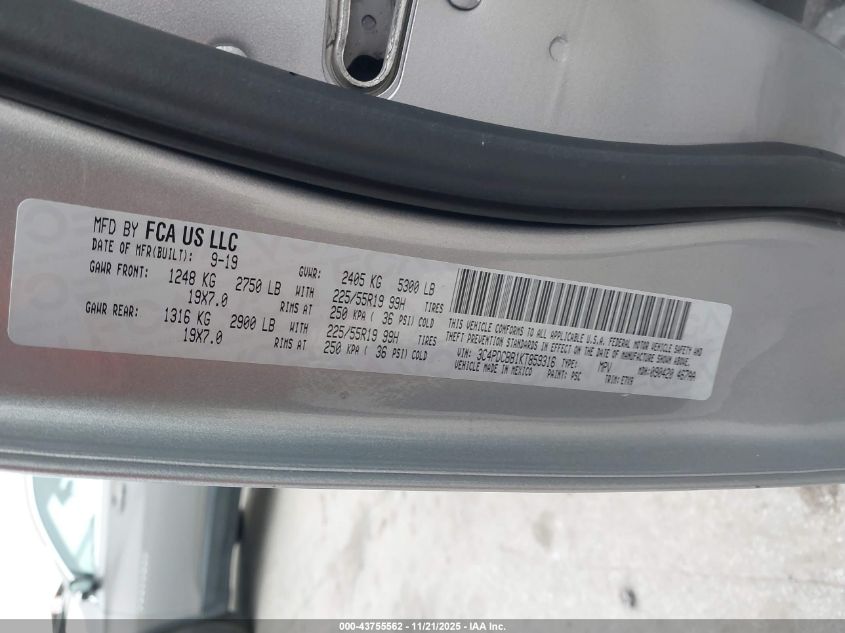 MFD BY FCA US LLC
DATE OF MFR(BUILT): 9-19 GVWR: 2405 KG 5300 LB
GAWR FRONT: 1248 KG 2750 LB WITH 225/55R19 99H TIRES
19X7.0 RIMS AT 250 KPA ( 36 PSI) COLD
GAWR REAR: 1316 KG 2900 LB WITH 225/55R19 99H TIRES
19X7.0 RIMS AT 250 KPA ( 36 PSI) COLD
THIS VEHICLE CONFORMS TO ALL APPLICABLE U.S.A. FEDERAL MOTOR VEHICLE SAFETY AND
THEFT PREVENTION STANDARDS IN EFFECT ON THE DATE OF MANUFACTURE SHOWN ABOVE.
VIN: 3C4PDCBB1KT859316 TYPE: MPV MDH: 090420 467AA
VEHICLE MADE IN MEXICO PAINT: PSC TRIM:
000-43755562 - 11/21/2025 - IAA Inc.